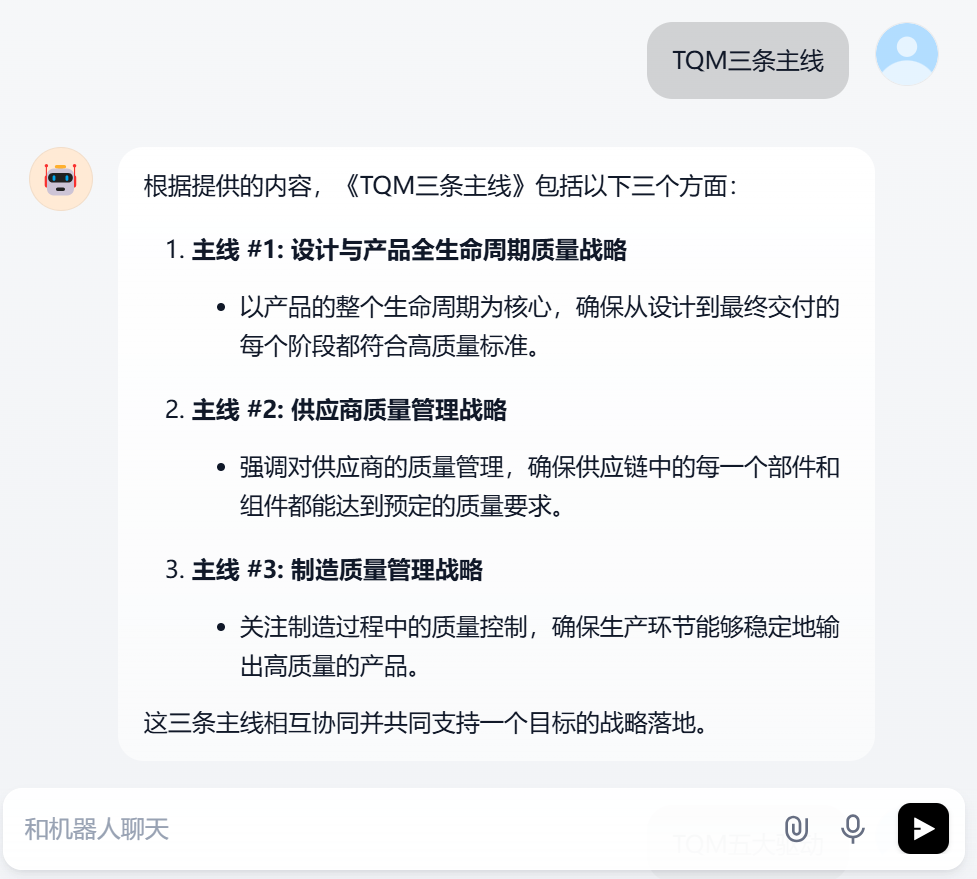 TQM三条主线
根据提供的内容，《TQM三条主线》包括以下三个方面：
1. 主线 #1: 设计与产品全生命周期质量战略
• 以产品的整个生命周期为核心，确保从设计到最终交付的
每个阶段都符合高质量标准。
2. 主线 #2: 供应商质量管理战略
• 强调对供应商的质量管理，确保供应链中的每一个部件和
组件都能达到预定的质量要求。
3. 主线 #3: 制造质量管理战略
• 关注制造过程中的质量控制，确保生产环节能够稳定地输
出高质量的产品。
这三条主线相互协同并共同支持一个目标的战略落地。
和机器人聊天